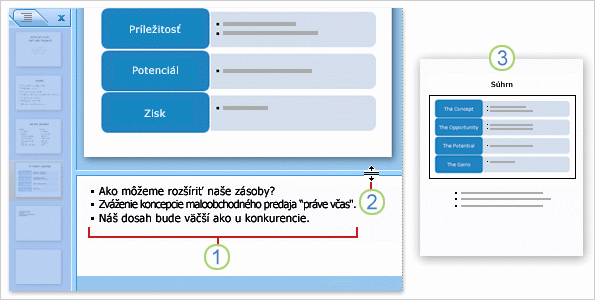 Príležitosť
Potenciál
Zisk
Ako môžeme rozšíriť naše zásoby?
Zváženie koncepcie maloobchodného predaja "práve včas".
Náš dosah bude väčší ako u konkurencie.
1
2
3
Súhrn
The Concept
The Opportunity
The Potential
The Gains